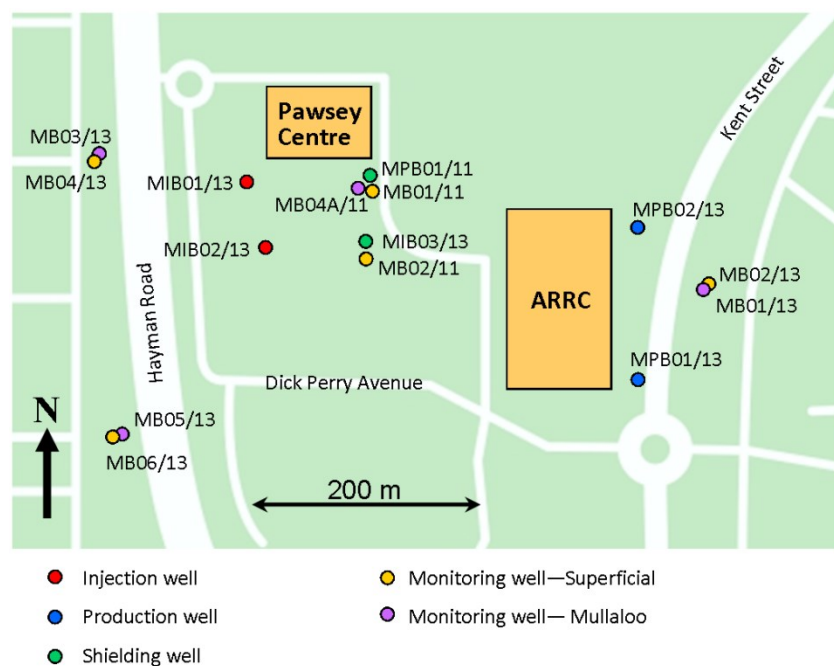 Pawsey
Centre
Kent Street
MB03/13
MB04/13
MIB01/13
MPB01/11
MB04A/11
MB01/11
MPB02/13
MIB02/13
MIB03/13
MB02/11
Hayman Road
ARRC
MB02/13
MB01/13
MPB01/13
Dick Perry Avenue
N
MB05/13
MB06/13
200 m
Injection well
Production well
Shielding well
Monitoring well—Superficial
Monitoring well— Mullaloo